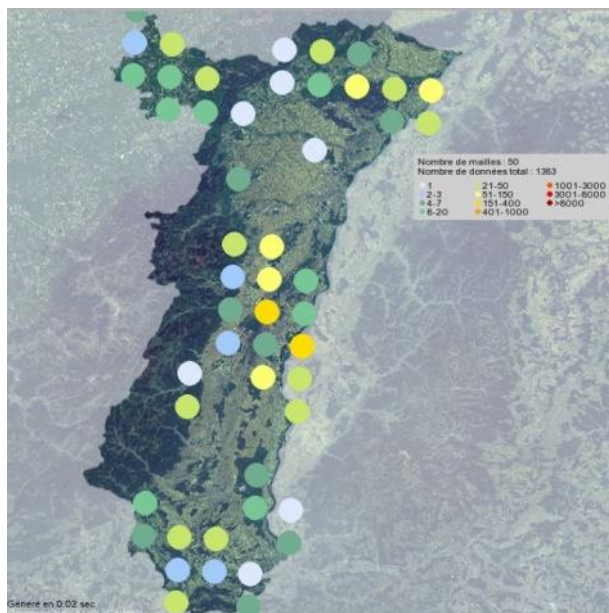 Nombre de mailles : 50
Nombre de données total : 1383
1 21-50 1001-3000
2-3 51-150 3001-8000
4-7 151-400 >8000
8-20 401-1000
Généré en 0.02 sec